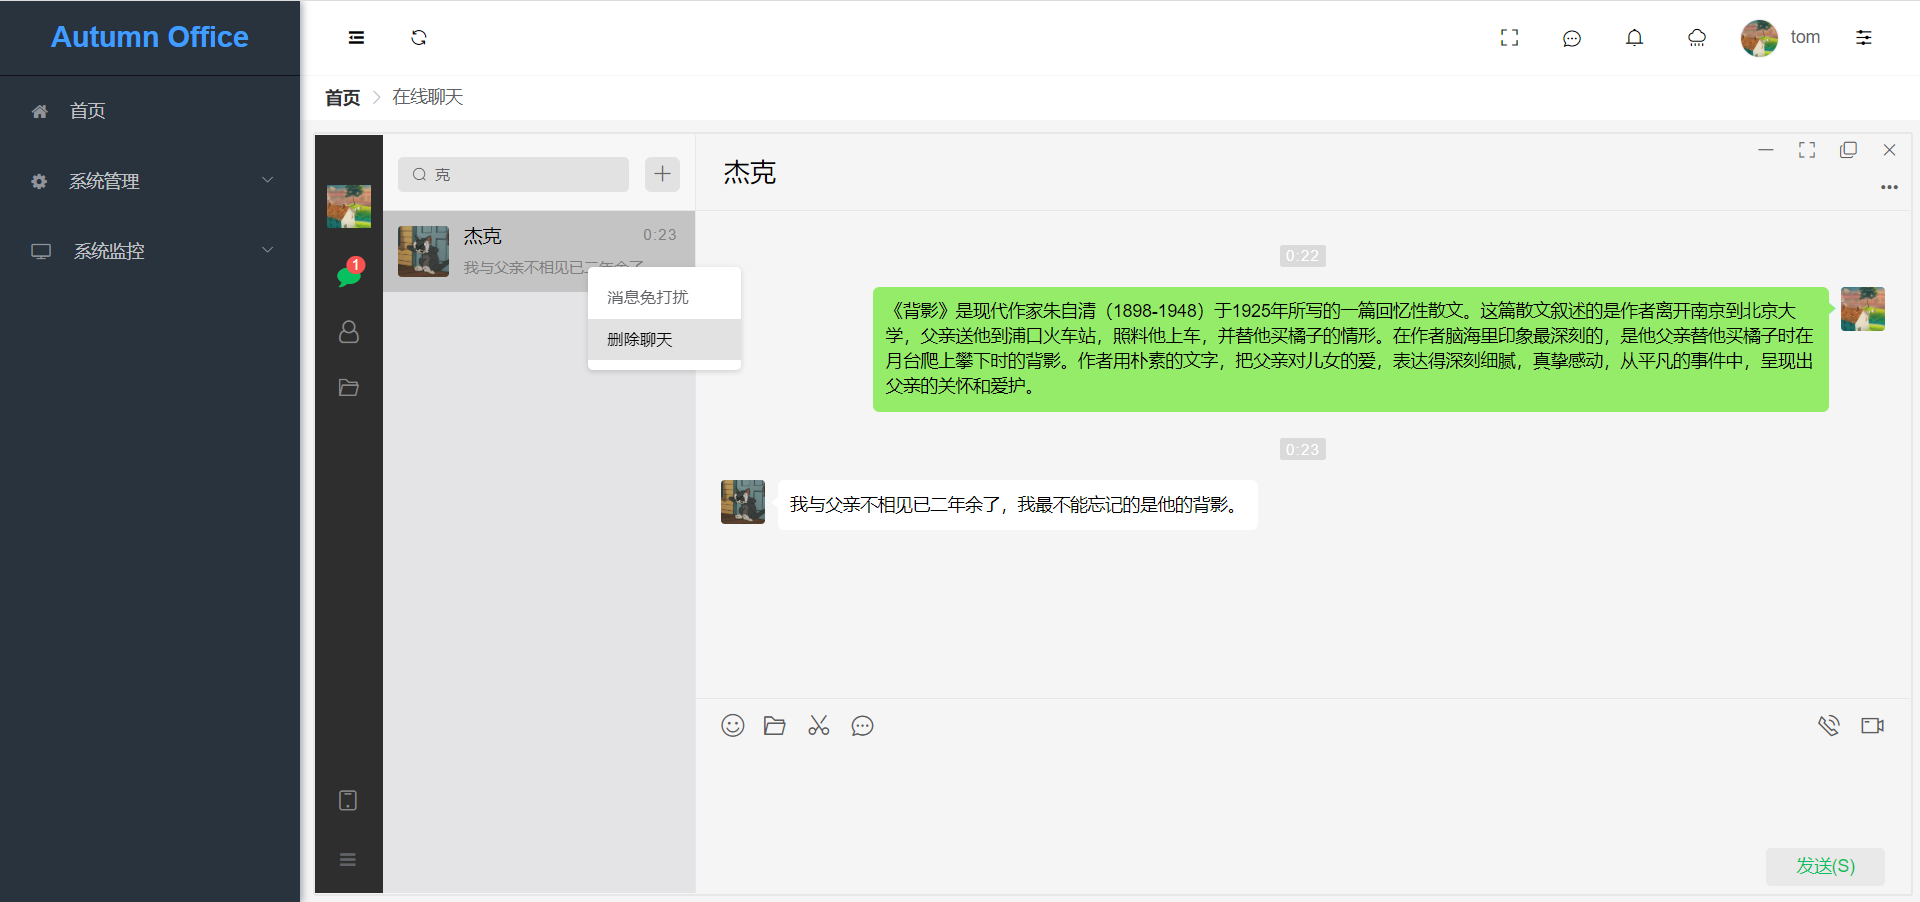 Autumn Office
tom
首页
系统管理
系统监控
首页 > 在线聊天
克
杰克 0:23
我与父亲不相见已二年余了
消息免打扰
删除聊天
1
杰克
0:22
《背影》是现代作家朱自清（1898-1948）于1925年所写的一篇回忆性散文。这篇散文叙述的是作者离开南京到北京大
学，父亲送他到浦口火车站，照料他上车，并替他买橘子的情形。在作者脑海里印象最深刻的，是他父亲替他买橘子时在
月台爬上攀下时的背影。作者用朴素的文字，把父亲对儿女的爱，表达得深刻细腻，真挚感动，从平凡的事件中，呈现出
父亲的关怀和爱护。
0:23
我与父亲不相见已二年余了，我最不能忘记的是他的背影。
发送(S)